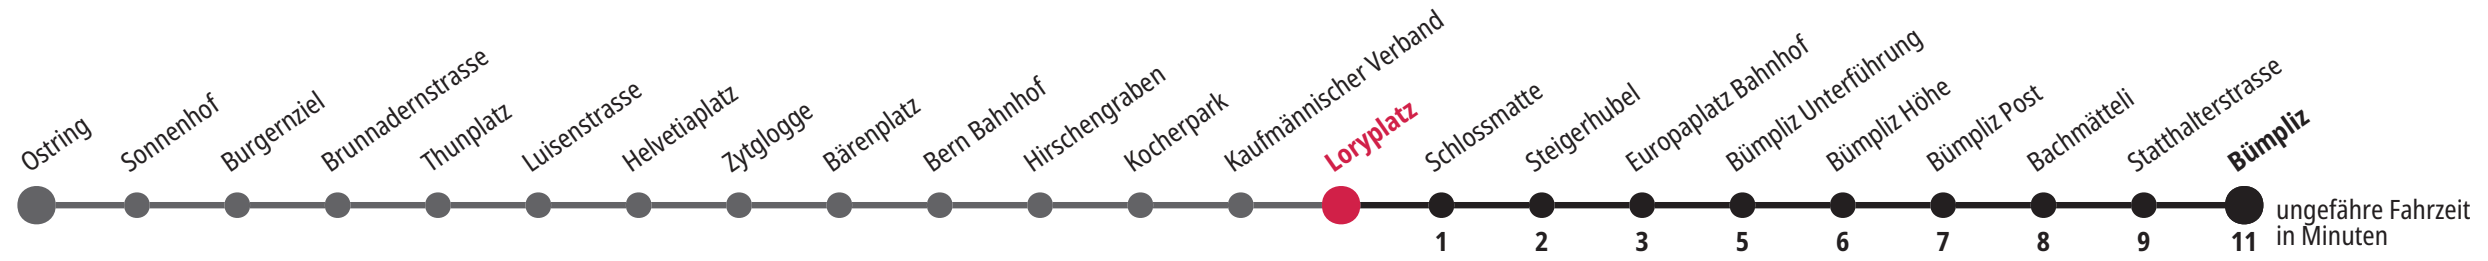 Ostring
Sonnenhof
Burgernziel
Brunnadernstrasse
Thunplatz
Luisenstrasse
Helvetiaplatz
Zytglogge
Bärenplatz
Bern Bahnhof
Hirschengraben
Kocherpark
Kaufmännischer Verband
Loryplatz
Schlossmatte
Steigerhubel
Europaplatz Bahnhof
Bümpliz Unterführung
Bümpliz Höhe
Bümpliz Post
Bachmätteli
Statthalterstrasse
Bümpliz
1 2 3 5 6 7 8 9 11
ungefähre Fahrzeit
in Minuten